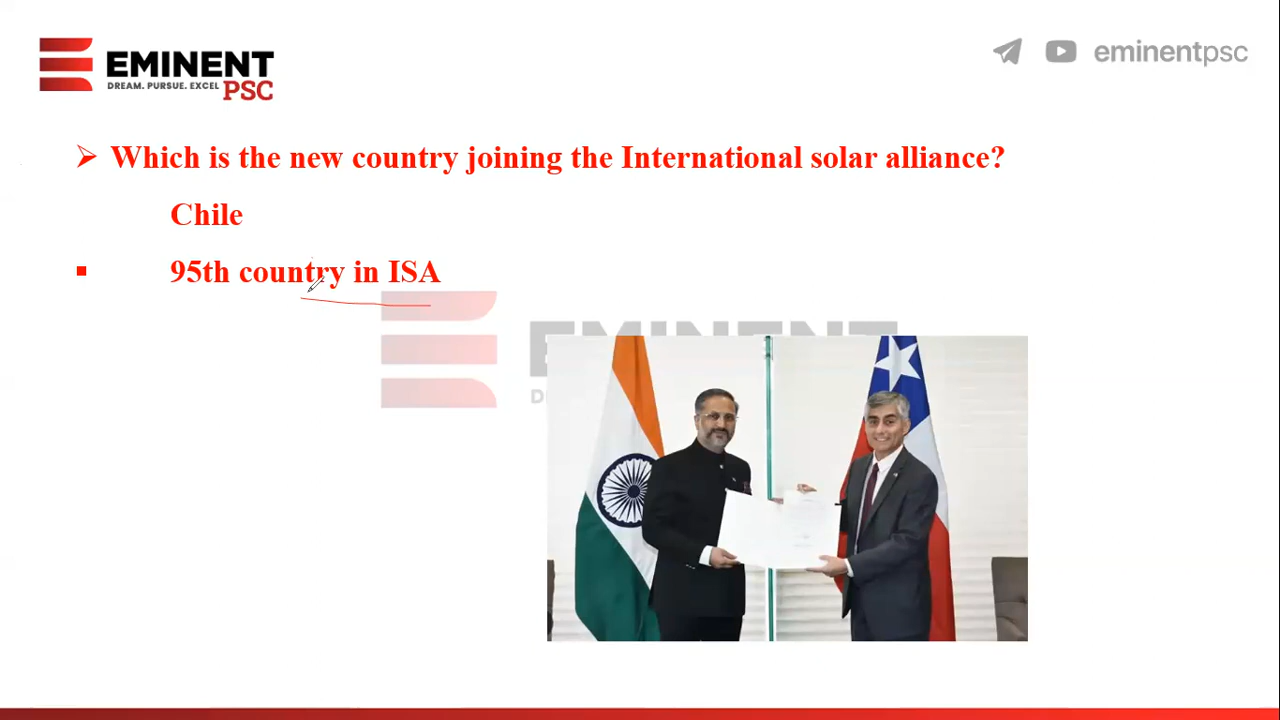 EMINENT
DREAM. PURSUE. EXCEL
PSC
eminentpsc
Which is the new country joining the International solar alliance?
Chile
95th country in ISA
EMINENT